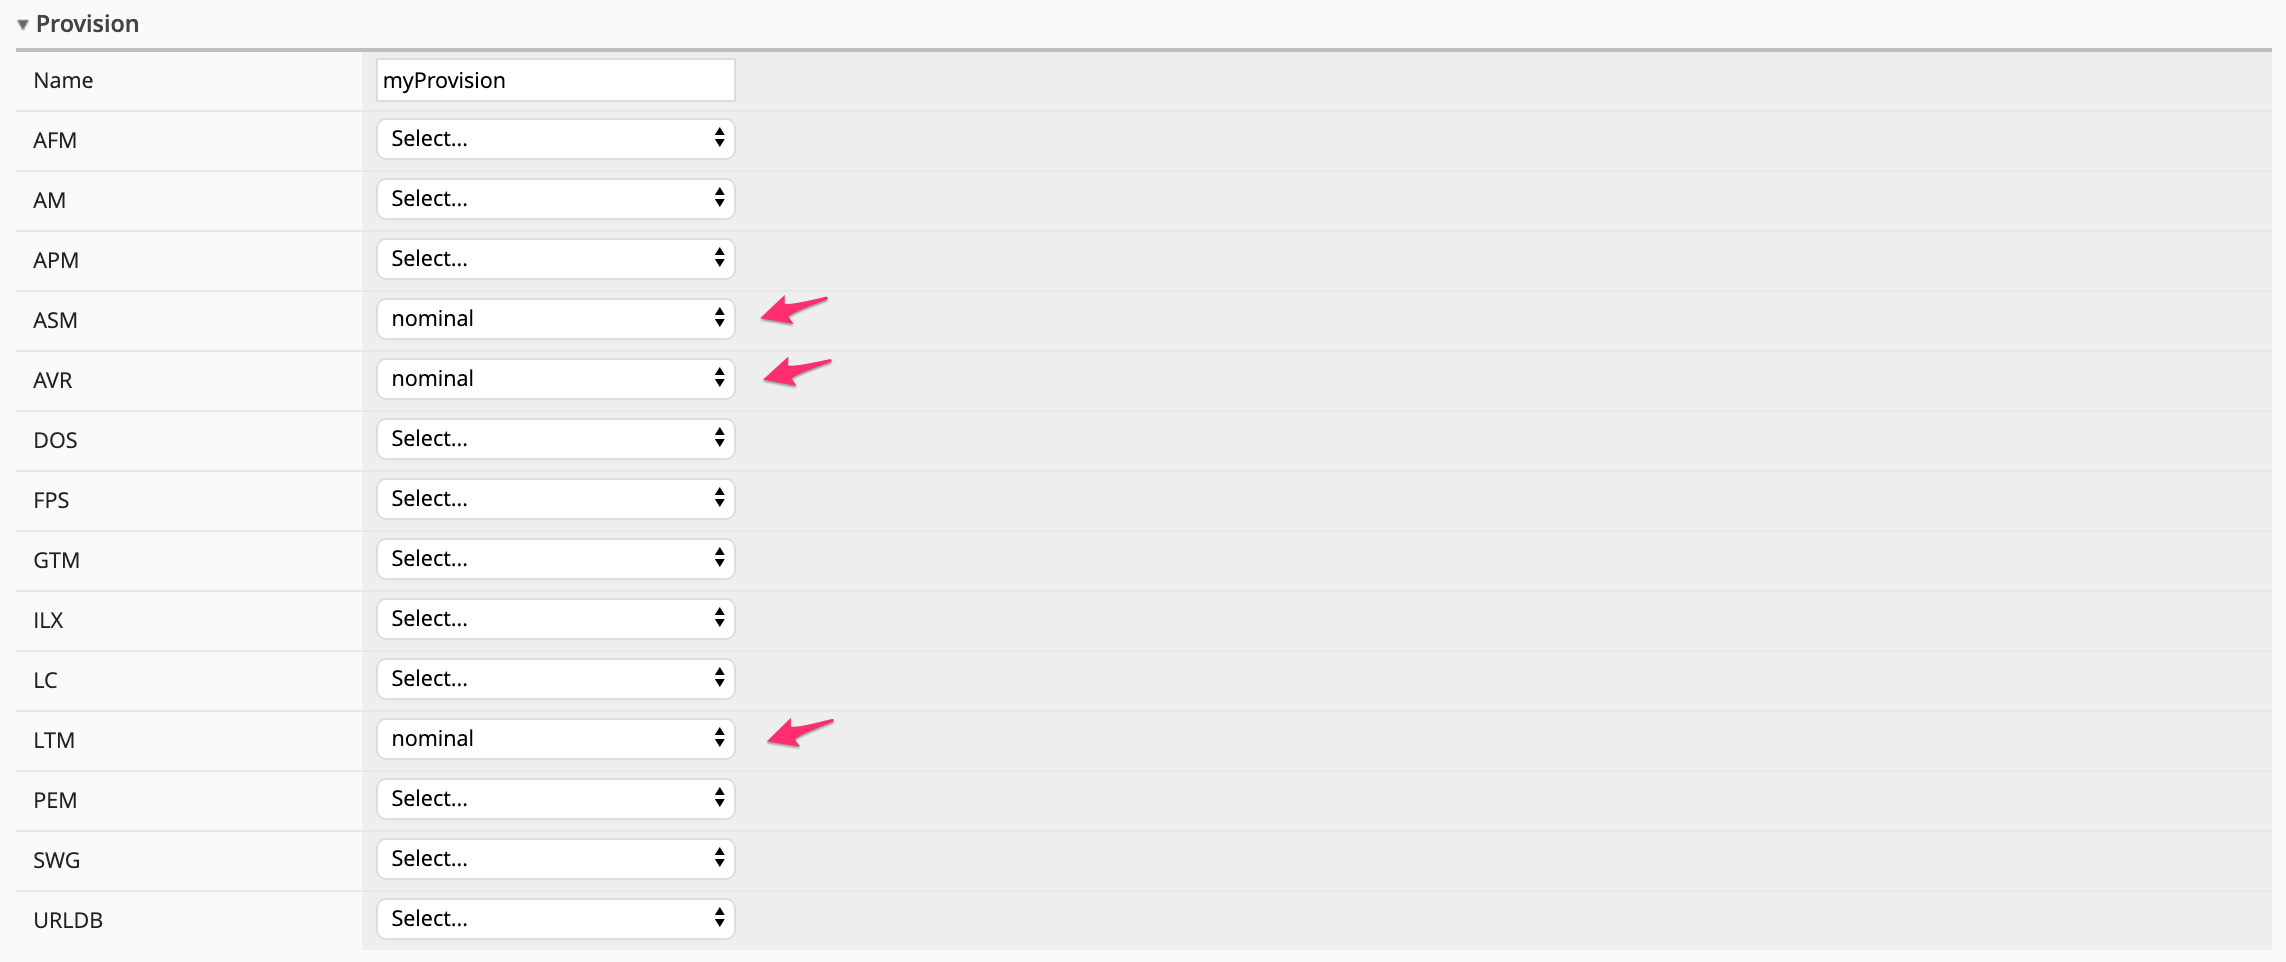 Provision
Name myProvision
AFM Select...
AM Select...
APM Select...
ASM nominal
AVR nominal
DOS Select...
FPS Select...
GTM Select...
ILX Select...
LC Select...
LTM nominal
PEM Select...
SWG Select...
URLDB Select...